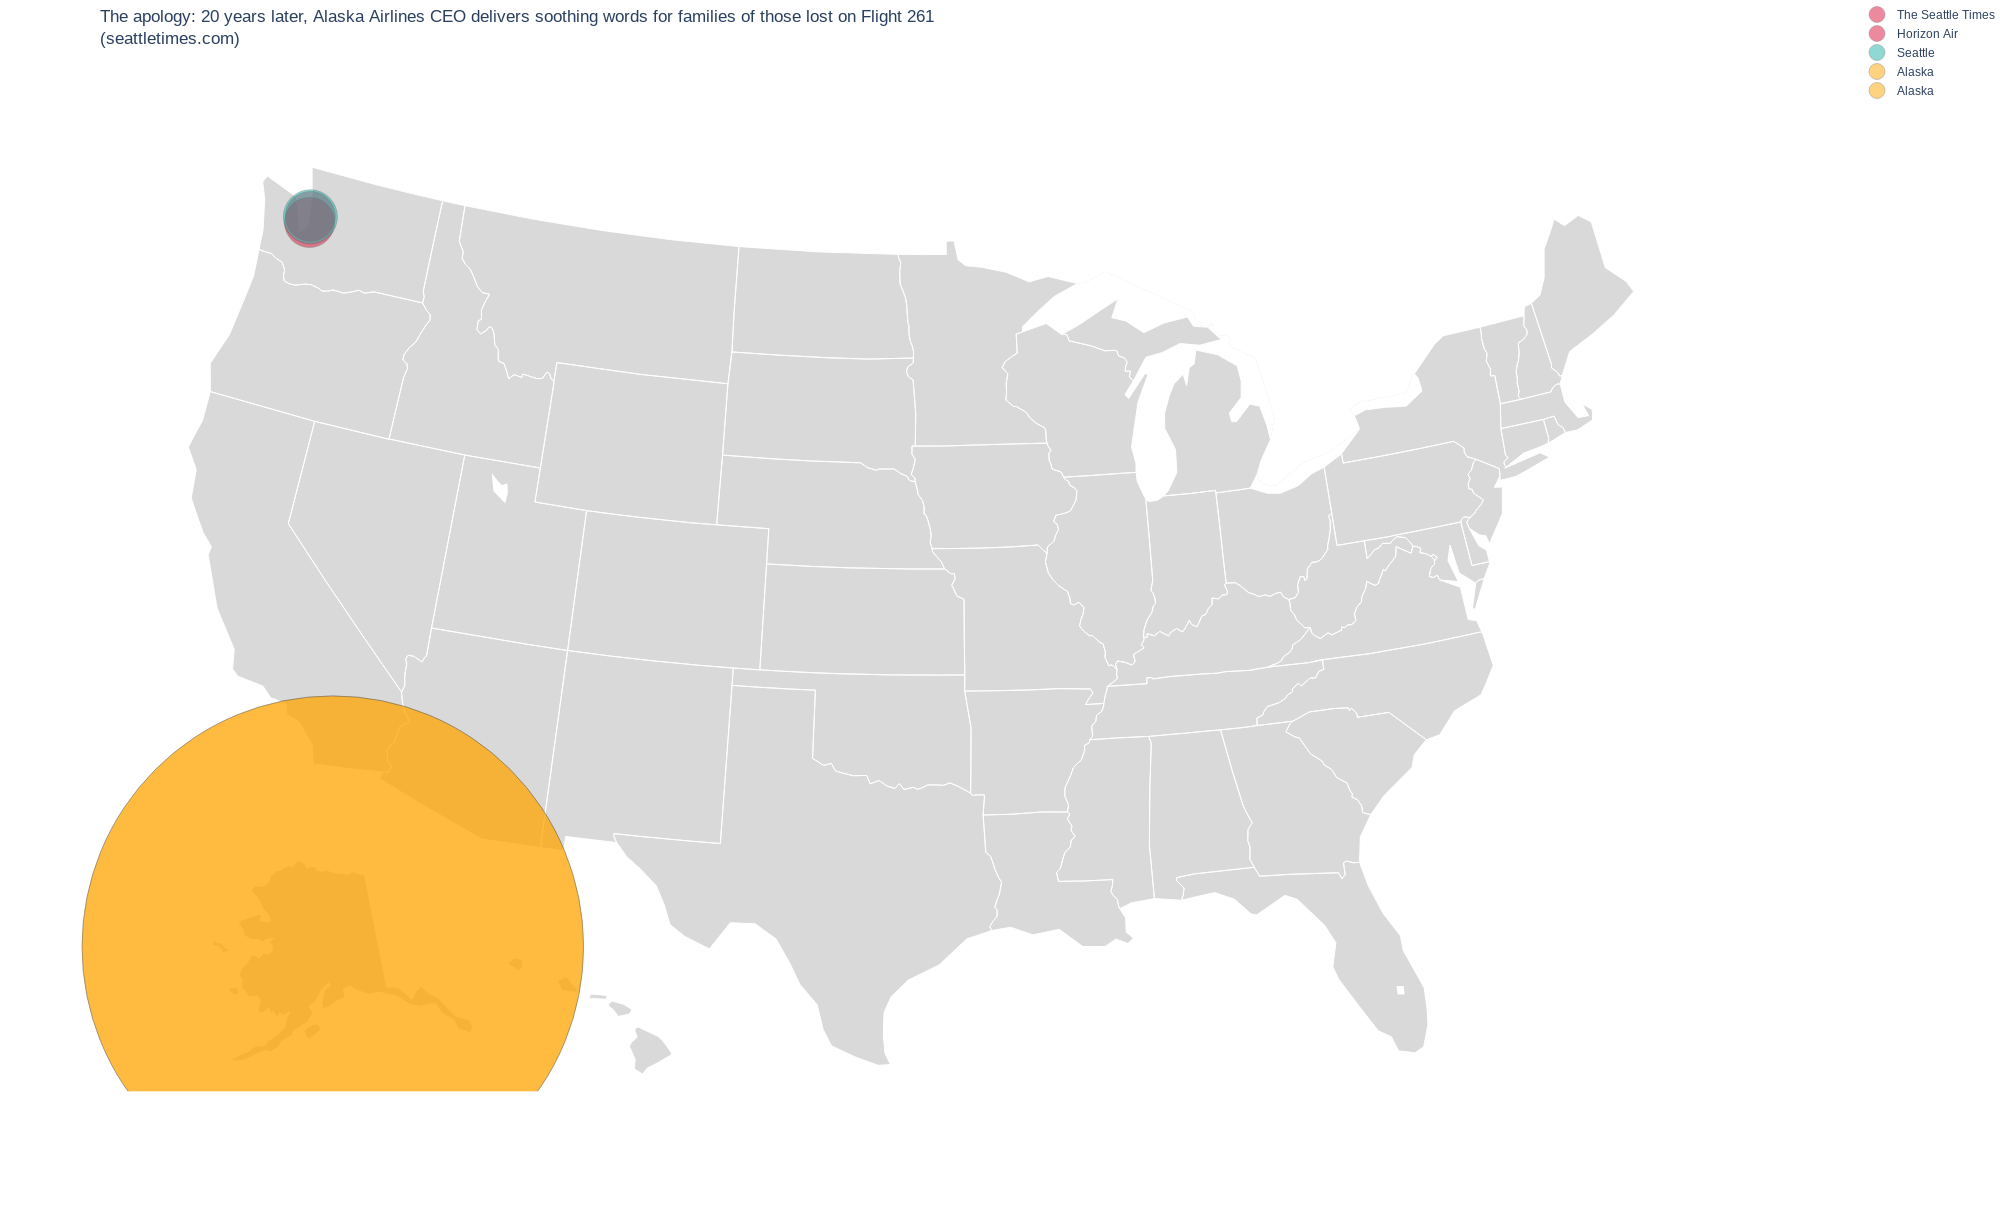 The apology: 20 years later, Alaska Airlines CEO delivers soothing words for families of those lost on Flight 261
(seattletimes.com)
The Seattle Times
Horizon Air
Seattle
Alaska
Alaska